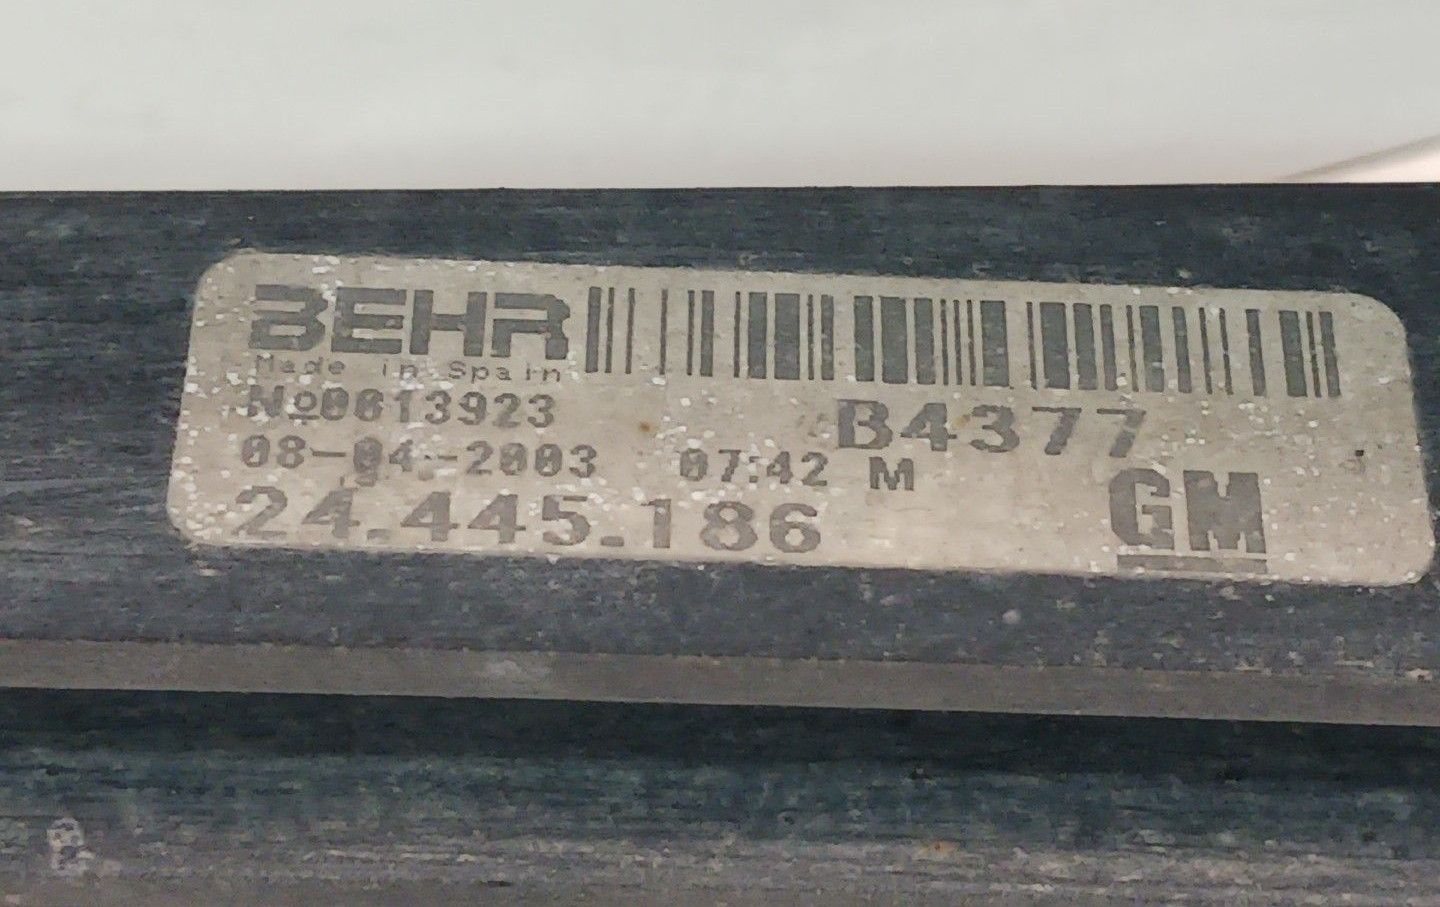 BEHR
Made in Spain
Nº0013923
B4377
08-04-2003 07:42 M
24.445.186
GM